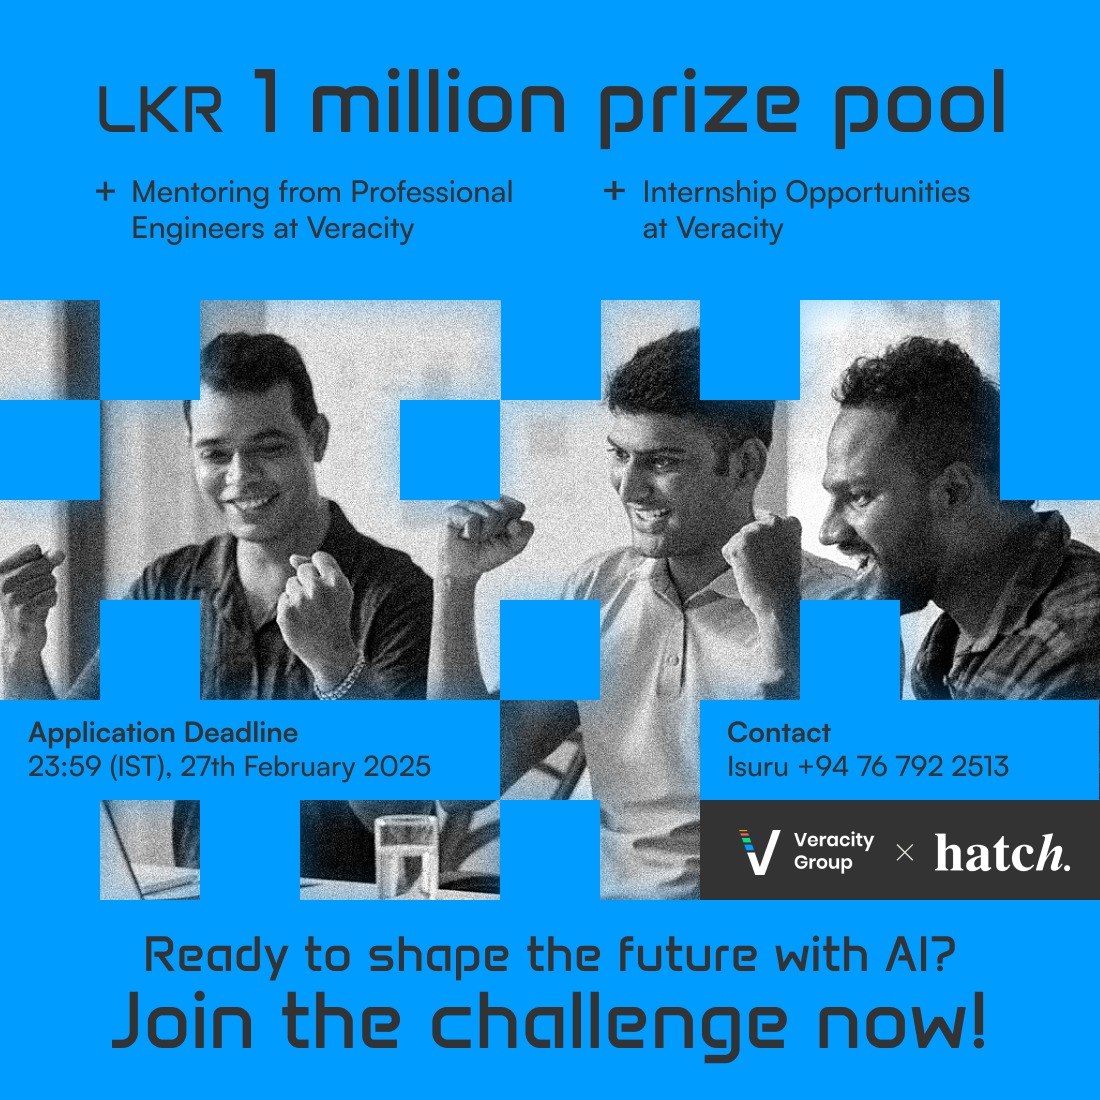 LKR 1 million prize pool
+ Mentoring from Professional
Engineers at Veracity
+ Internship Opportunities
at Veracity
Application Deadline
23:59 (IST), 27th February 2025
Contact
Isuru +94 76 792 2513
Veracity
Group
× hatch.
Ready to shape the future with AI?
Join the challenge now!